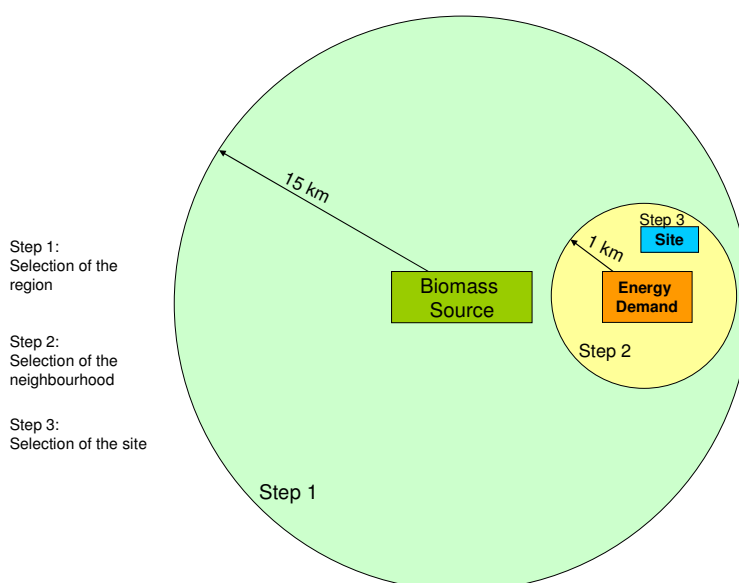 Step 1:
Selection of the
region
Step 2:
Selection of the
neighbourhood
Step 3:
Selection of the site
15 km
Biomass
Source
Step 1
Step 3
Site
1 km
Energy
Demand
Step 2